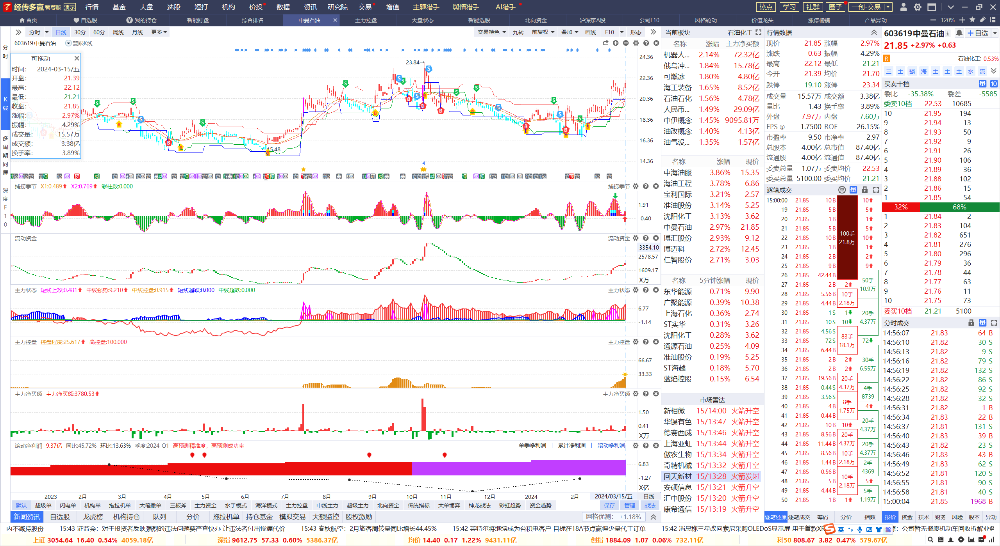 经传多赢 智尊版 演示 行情 基金 大盘 选股 短打 机构 价投 数据 资讯 研究院 交易 增值 主题猎手 舆情猎手 AI猎手 热点 学习 社群 圈子 一创-交易
首页 自选股 我的持仓 智能盯盘 综合排名 中曼石油 主力控盘 大盘状态 智能选股 北向资金 沪深京A股 公司F10 风格轮动 价值龙头 涨停棱镜 产品异动 120%
分时 日线 30分 60分 周线 月线 更多 交易特色 九转 前复权 叠加 画线 F10 形态
603619 中曼石油 慧眼K线
分时
K线
多周期同屏
深度F10
可拖动
时间: 2024-03-15/五
开盘: 21.39
最高: 22.12
最低: 21.21
收盘: 21.85
涨幅: 2.97%
振幅: 4.29%
成交量: 15.57万
成交额: 3.38亿
换手率: 3.89%
23.84
15.48
24.36
22.36
20.36
18.36
16.36
14.36
捕捞季节 X1:0.489 X2:0.769 彩柱数:0.000 捕捞季节
1.91
-0.40
流动资金 流动资金
3354.10
2578.57
1609.17
X万
主力状态 短线上攻:0.481 中线强势:9.210 中线控盘:0.915 短线超跌:0.000 中线超跌:0.000 主力状态
6.77
-1.14
主力控盘 控盘程度:25.617 高控盘:100.000 主力控盘
66.67
33.33
主力净买额 主力净买额:3780.53 主力净买额
1.50
0.41
X万
滚动净利润 9.37亿 同比:45.72% 环比:13.63% 季度:2024-Q1 高预测精准度，高预测成功率 单季净利润 累计净利润 滚动净利润
6.83
-1.27
X亿
2023 2月 3月 4月 5月 6月 7月 8月 9月 10月 11月 12月 2024 2月 2024/03/15/五 日线
默认 超级单 闪电单 机构单 拖拉机单 大笔撤单 三板斧 主力资金 水手模式 海洋模式 主力控盘 中线主力 超级主力 北向资金 传统指标 大单博弈 神龙战法 彩虹趋势 资金趋势 保存 管理 战法
新闻资讯 自选股 龙虎榜 机构持仓 队列 分价 拖拉机单 持仓基金 模拟交易 大额监控 股权激励 网格优测: +1.18%
当前板块 石油化工
名称 涨幅 主力净买额
机器人... 2.14% 72.32亿
俄乌冲... 1.84% 15.78亿
可燃冰 1.80% 4.80亿
海工装备 1.65% 8.52亿
石油石化 1.56% 4.78亿
人民币... 1.49% 29.09亿
中伊概念 1.45% 9095.81万
油改概念 1.40% 4.13亿
油气设... 1.35% 1.57亿
名称 涨幅 现价
中海油服 3.86% 15.35
海油工程 3.78% 6.86
宝利国际 3.21% 2.57
准油股份 3.14% 5.25
沈阳化工 3.13% 3.62
中曼石油 2.97% 21.85
博汇股份 2.93% 9.12
博迈科 2.72% 12.45
仁智股份 2.71% 3.03
名称 5分钟涨幅 现价
东华能源 0.71% 9.90
广聚能源 0.39% 10.38
上海石化 0.36% 2.74
ST实华 0.31% 3.26
沈阳化工 0.28% 3.62
通源石油 0.25% 4.09
准油股份 0.19% 5.25
ST海越 0.18% 5.70
蓝焰控股 0.15% 6.54
市场雷达
新相微 15/14:00 火箭升空
华锡有色 15/13:47 火箭升空
德赛西威 15/13:46 火箭升空
上海亚虹 15/13:44 火箭升空
傲农生物 15/13:34 火箭升空
奇精机械 15/13:32 火箭升空
回天新材 15/13:28 火箭发射
安硕信息 15/13:21 火箭升空
汇中股份 15/13:20 火箭升空
康希通信 15/13:19 火箭升空
行情数据
现价 21.85 涨幅 2.97%
涨跌 0.63 振幅 4.29%
最高 22.12 最低 21.21
今开 21.39 均价 21.70
跌停 19.10 涨停 23.34
成交量 15.57万 成交额 3.38亿
量比 1.43 换手率 3.89%
外盘 7.97万 内盘 7.60万
EPS ③ 1.7500 ROE 26.15%
市盈率 9.50 市净率 2.97
总股本 4.00亿 总市值 87.40亿
流通股 4.00亿 流通值 87.40亿
委卖总量 1.07万 委卖均价 22.53
委买总量 5100.00 委买均价 21.21
逐笔成交 单 量
15:00:00 21.85 10 B 10
19 21.85 5 B 5
20 21.85 1 B 1
21 21.85 5 B 5
22 21.85 10 B 10
23 21.85 1 B 1
24 21.85 2 B 2
25 21.85 9 B 9
26 21.85 42.44 B
27 21.85 2 B 2
28 21.85 5.56 B
29 21.85 4.44 B
30 21.85 1 S 1
31 21.85 10 S 10
32 21.85 4.56 S
33 21.85 72 S 72
34 21.85 6.44 B
35 21.85 2 B 2
36 21.85 2 B 2
37 21.85 19.56 B
38 21.85 0.44 S
39 21.85 3.56 S
40 21.85 4 B 4
41 21.85 0.44 B
42 21.85 10 B 10
43 21.85 8.56 B
44 21.85 11.44 B
45 21.85 8.56 B
46 21.85 1.44 B
47 21.85 0.56 B
48 21.85 5 B 5
49 21.85 4.44 B
50 21.85 1 B 1
100手 21.8万
10手 2.18万
83手 18.1万
20手 4.37万
8手 1.75万
20手 4.37万
10手 2.18万
10手 2.18万
50手 10.9万
20手 4.37万
30手 6.55万
4手 8739
20手 4.37万
20手 4.37万
2手 4369
5手 1.19万
逐笔还原 逐笔成交 筹码 分价 指数
603619 中曼石油 自选
21.85 +2.97% +0.63
R 石油化工: 0.53%
三 主 强 海 主 主 主 水 流
买卖十档 量 10
委比 -35.38% 委差 -5585
委卖10档 22.53 10685
10 21.95 194
9 21.94 13
8 21.93 50
7 21.92 9
6 21.91 26
5 21.90 106
4 21.89 36
3 21.88 102
2 21.86 15
1 21.85 54
32% 68%
1 21.84 2
2 21.83 104
3 21.82 651
4 21.81 276
5 21.80 296
6 21.79 36
7 21.78 44
8 21.77 63
9 21.76 11
10 21.75 73
委买10档 21.21 5100
分时成交 量
14:56:07 21.83 64 B
14:56:10 21.82 30 S
14:56:13 21.82 9 S
14:56:16 21.82 79 S
14:56:19 21.82 132 S
14:56:22 21.82 86 S
14:56:25 21.82 92 S
14:56:28 21.82 32 S
14:56:31 21.82 1 B
14:56:34 21.83 22 B
14:56:37 21.81 131 S
14:56:40 21.83 39 B
14:56:43 21.82 23 S
14:56:46 21.83 43 B
14:56:49 21.83 62 S
14:56:52 21.81 120 S
14:56:55 21.81 90 S
14:56:58 21.81 40 S
15:00:04 21.85 1968 B
报价 资金 技术 财务 风险 股本 异动
内不减持股份 15:43 证监会：对于投资者反映强烈的违法问题要严查快办 让违法者付出惨痛代价 15:43 春秋航空：2月旅客周转量同比增长44.45% 15:42 英特尔将继续成为台积电客户 目标在18A节点赢得少量代工订单 15:42 消息称三星改向索尼采购OLEDoS显示屏 用于首款XR 源：公司暂无报废机动车回收拆解业务
英
上证 3054.64 16.40 0.54% 4059.18亿 深指 9612.75 57.33 0.60% 5386.37亿 均价 14.40 0.17 1.22% 9431.11亿 创指 1884.09 1.07 0.06% 732.11亿 科50 808.67 3.82 0.47% 579.67亿